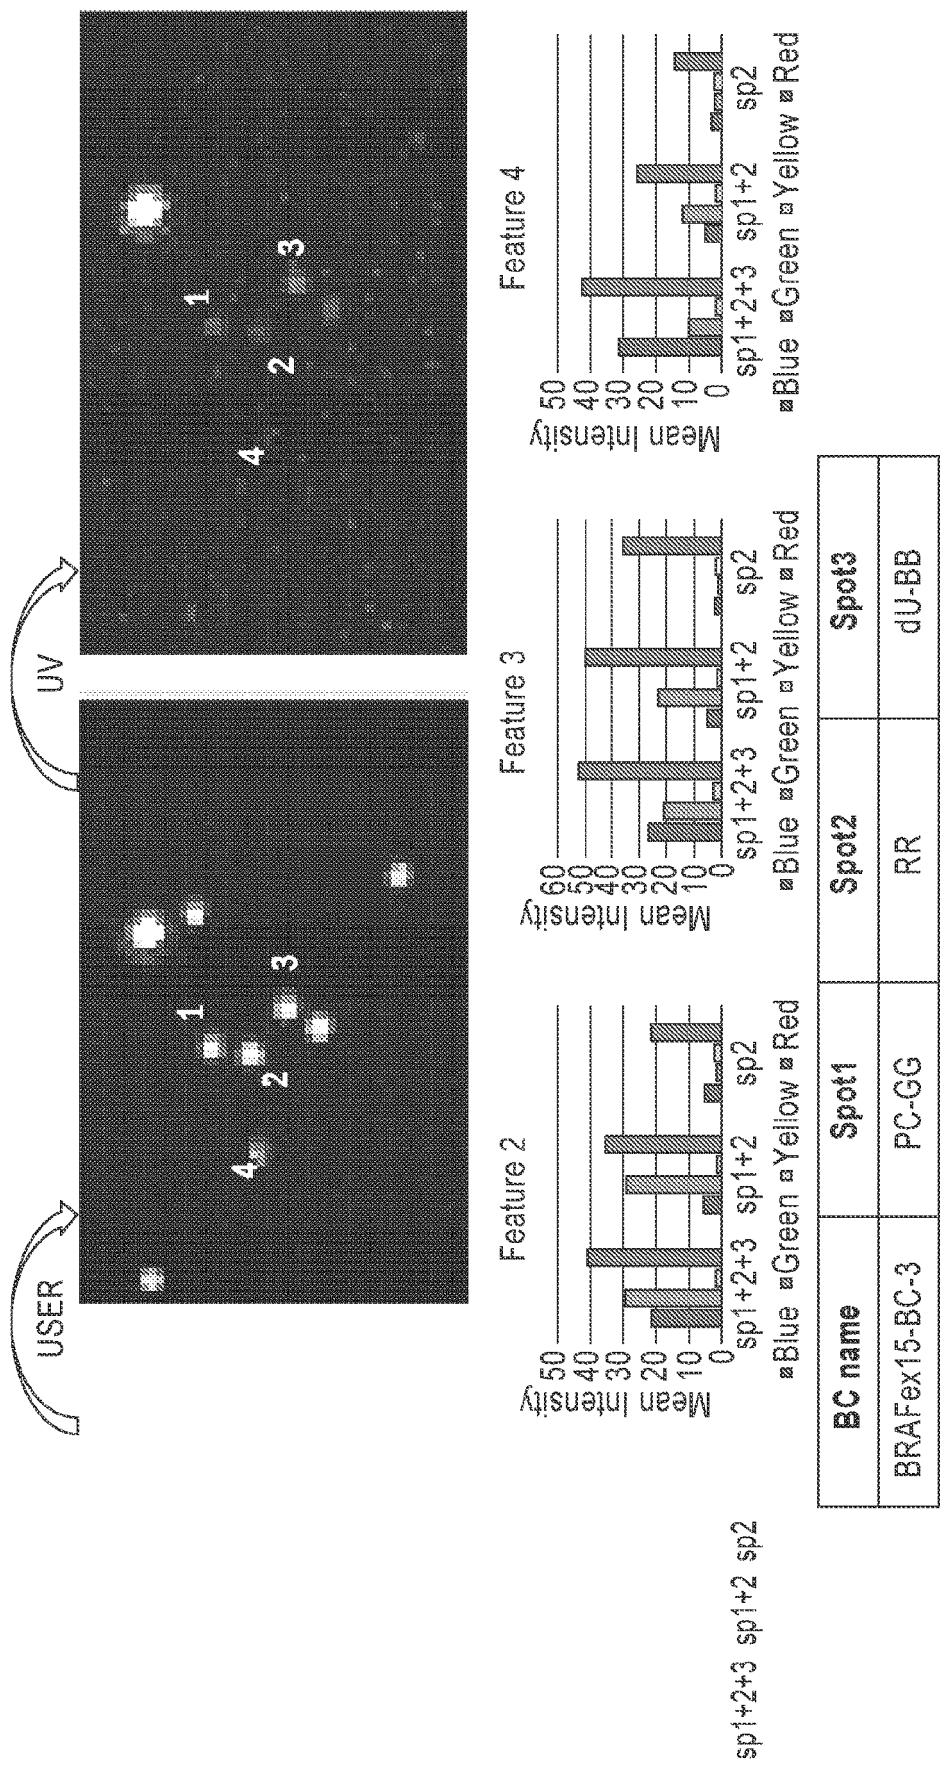 USER
UV
1
2
3
4
1
2
3
4
Feature 2
Mean Intensity
50
40
30
20
10
0
sp1+2+3 sp1+2 sp2
Blue Green Yellow Red
Feature 3
Mean Intensity
60
50
40
30
20
10
0
sp1+2+3 sp1+2 sp2
Blue Green Yellow Red
Feature 4
Mean Intensity
50
40
30
20
10
0
sp1+2+3 sp1+2 sp2
Blue Green Yellow Red
sp1+2+3 sp1+2 sp2
BC name Spot1 Spot2 Spot3
BRAFex15-BC-3 PC-GG RR dU-BB